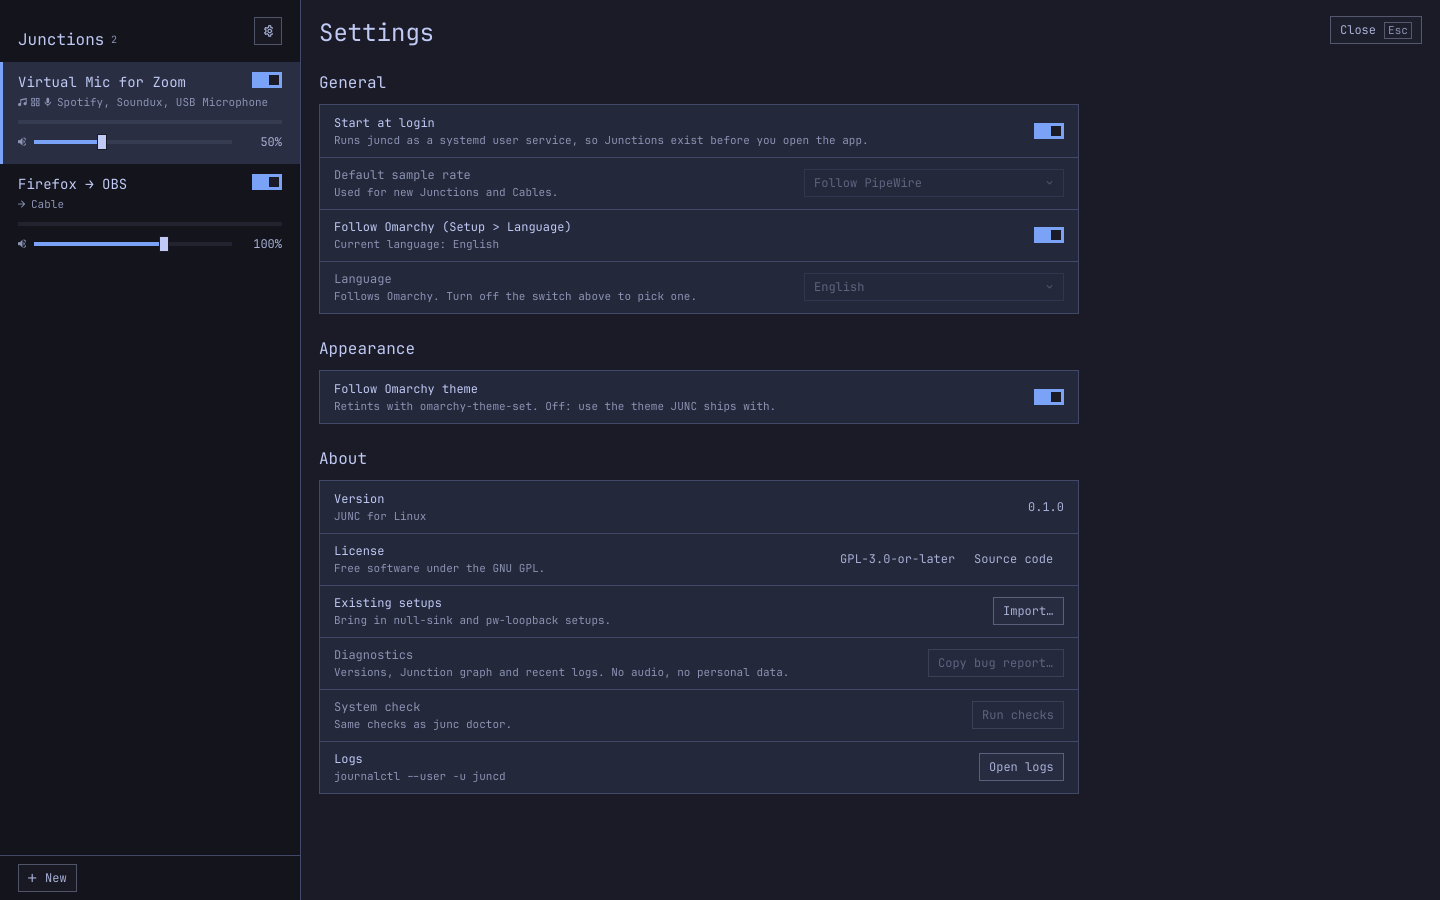 Junctions 2
Virtual Mic for Zoom
Spotify, Soundux, USB Microphone
50%
Firefox → OBS
→ Cable
100%
+ New
Settings
Close Esc
General
Start at login
Runs juncd as a systemd user service, so Junctions exist before you open the app.
Default sample rate
Used for new Junctions and Cables.
Follow PipeWire
Follow Omarchy (Setup > Language)
Current language: English
Language
Follows Omarchy. Turn off the switch above to pick one.
English
Appearance
Follow Omarchy theme
Retints with omarchy-theme-set. Off: use the theme JUNC ships with.
About
Version
JUNC for Linux
0.1.0
License
Free software under the GNU GPL.
GPL-3.0-or-later Source code
Existing setups
Bring in null-sink and pw-loopback setups.
Import…
Diagnostics
Versions, Junction graph and recent logs. No audio, no personal data.
Copy bug report…
System check
Same checks as junc doctor.
Run checks
Logs
journalctl --user -u juncd
Open logs